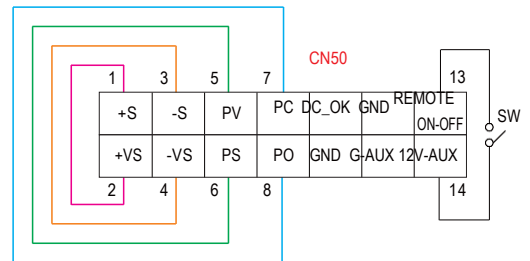 CN50
1 3 5 7 13
+S -S PV PC DC_OK GND REMOTE
ON-OFF
SW
+VS -VS PS PO GND G-AUX 12V-AUX
2 4 6 8 14